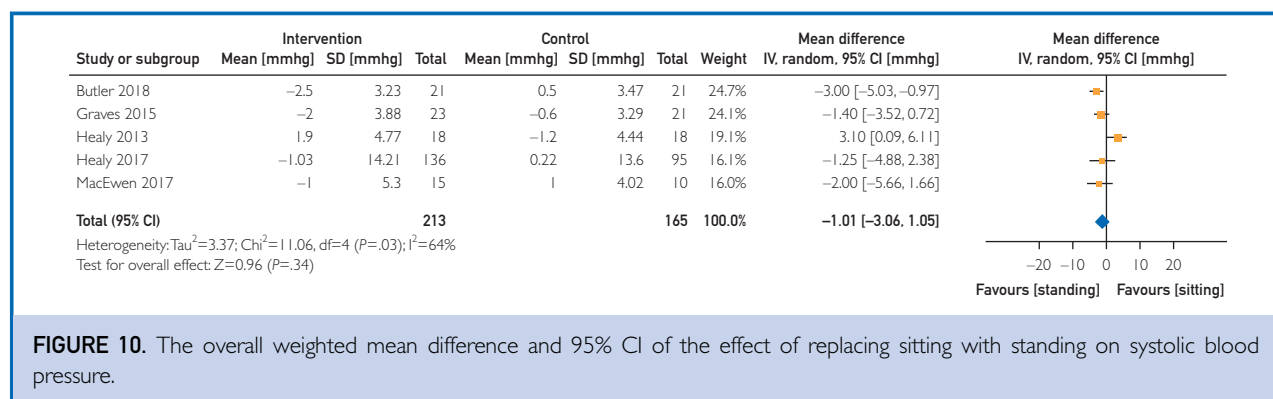 Intervention Control Mean difference Mean difference
Study or subgroup Mean [mmhg] SD [mmhg] Total Mean [mmhg] SD [mmhg] Total Weight IV, random, 95% CI [mmhg] IV, random, 95% CI [mmhg]
Butler 2018 −2.5 3.23 21 0.5 3.47 21 24.7% −3.00 [−5.03, −0.97]
Graves 2015 −2 3.88 23 −0.6 3.29 21 24.1% −1.40 [−3.52, 0.72]
Healy 2013 1.9 4.77 18 −1.2 4.44 18 19.1% 3.10 [0.09, 6.11]
Healy 2017 −1.03 14.21 136 0.22 13.6 95 16.1% −1.25 [−4.88, 2.38]
MacEwen 2017 −1 5.3 15 1 4.02 10 16.0% −2.00 [−5.66, 1.66]
Total (95% CI) 213 165 100.0% −1.01 [−3.06, 1.05]
Heterogeneity: Tau²=3.37; Chi²=11.06, df=4 (P=.03); I²=64%
Test for overall effect: Z=0.96 (P=.34)
−20 −10 0 10 20
Favours [standing] Favours [sitting]
FIGURE 10. The overall weighted mean difference and 95% CI of the effect of replacing sitting with standing on systolic blood
pressure.